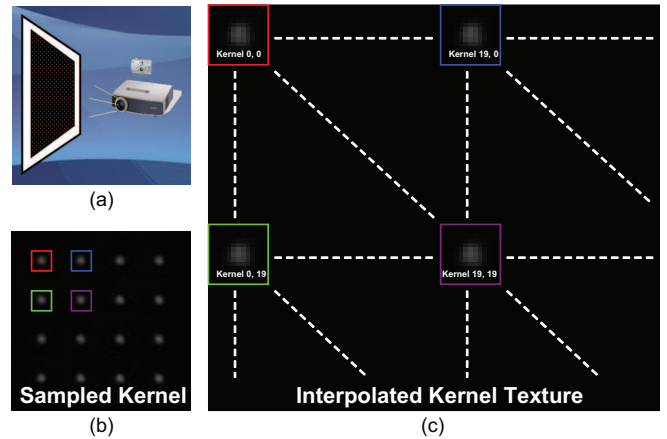 Kernel 0, 0
Kernel 19, 0
(a)
Kernel 0, 19
Kernel 19, 19
Sampled Kernel
Interpolated Kernel Texture
(b)
(c)